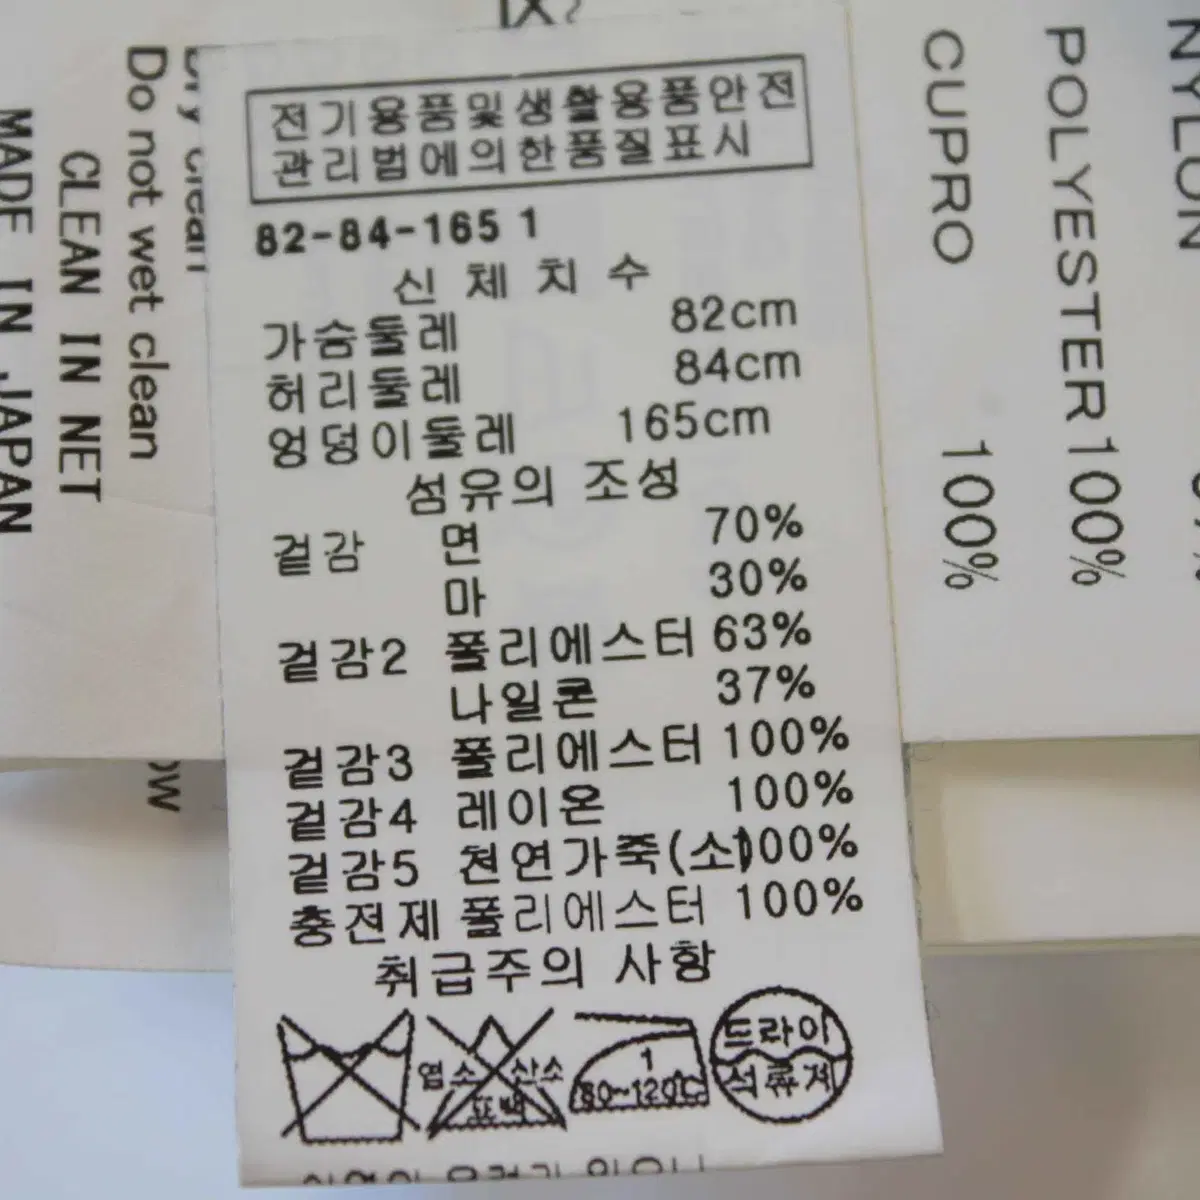 전기용품및생활용품안전
관리법에의한품질표시
82-84-165 1
신 체 치 수
가슴둘레 82cm
허리둘레 84cm
엉덩이둘레 165cm
섬유의 조성
겉감 면 70%
마 30%
겉감2 폴리에스터 63%
나일론 37%
겉감3 폴리에스터 100%
겉감4 레이온 100%
겉감5 천연가죽(소)100%
충전제 폴리에스터 100%
취급주의 사항
염소 산소
표백
1
80~120℃
드라이
석유계
Dry clean
Do not wet clean
CLEAN IN NET
MADE IN JAPAN
CUPRO 100%
POLYESTER 100%
NYLON